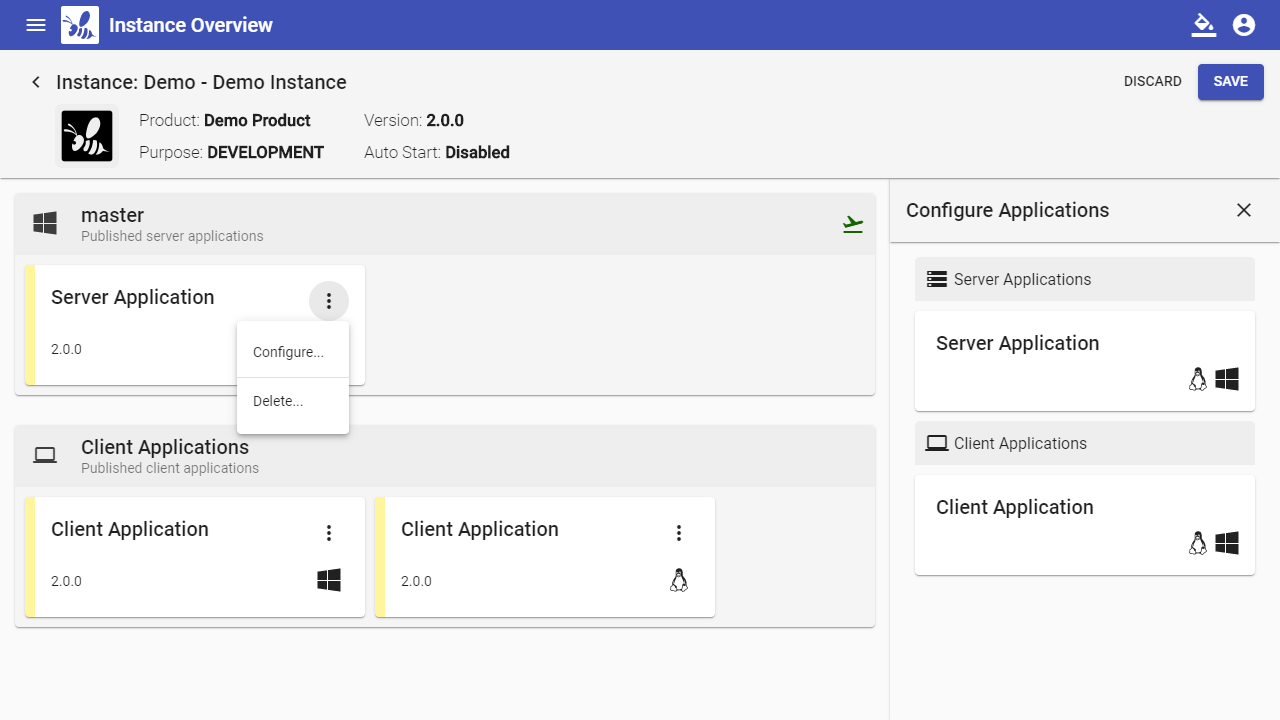 Instance Overview
Instance: Demo - Demo Instance
DISCARD
SAVE
Product: Demo Product
Version: 2.0.0
Purpose: DEVELOPMENT
Auto Start: Disabled
master
Published server applications
Server Application
2.0.0
Configure...
Delete...
Client Applications
Published client applications
Client Application
2.0.0
Client Application
2.0.0
Configure Applications
Server Applications
Server Application
Client Applications
Client Application